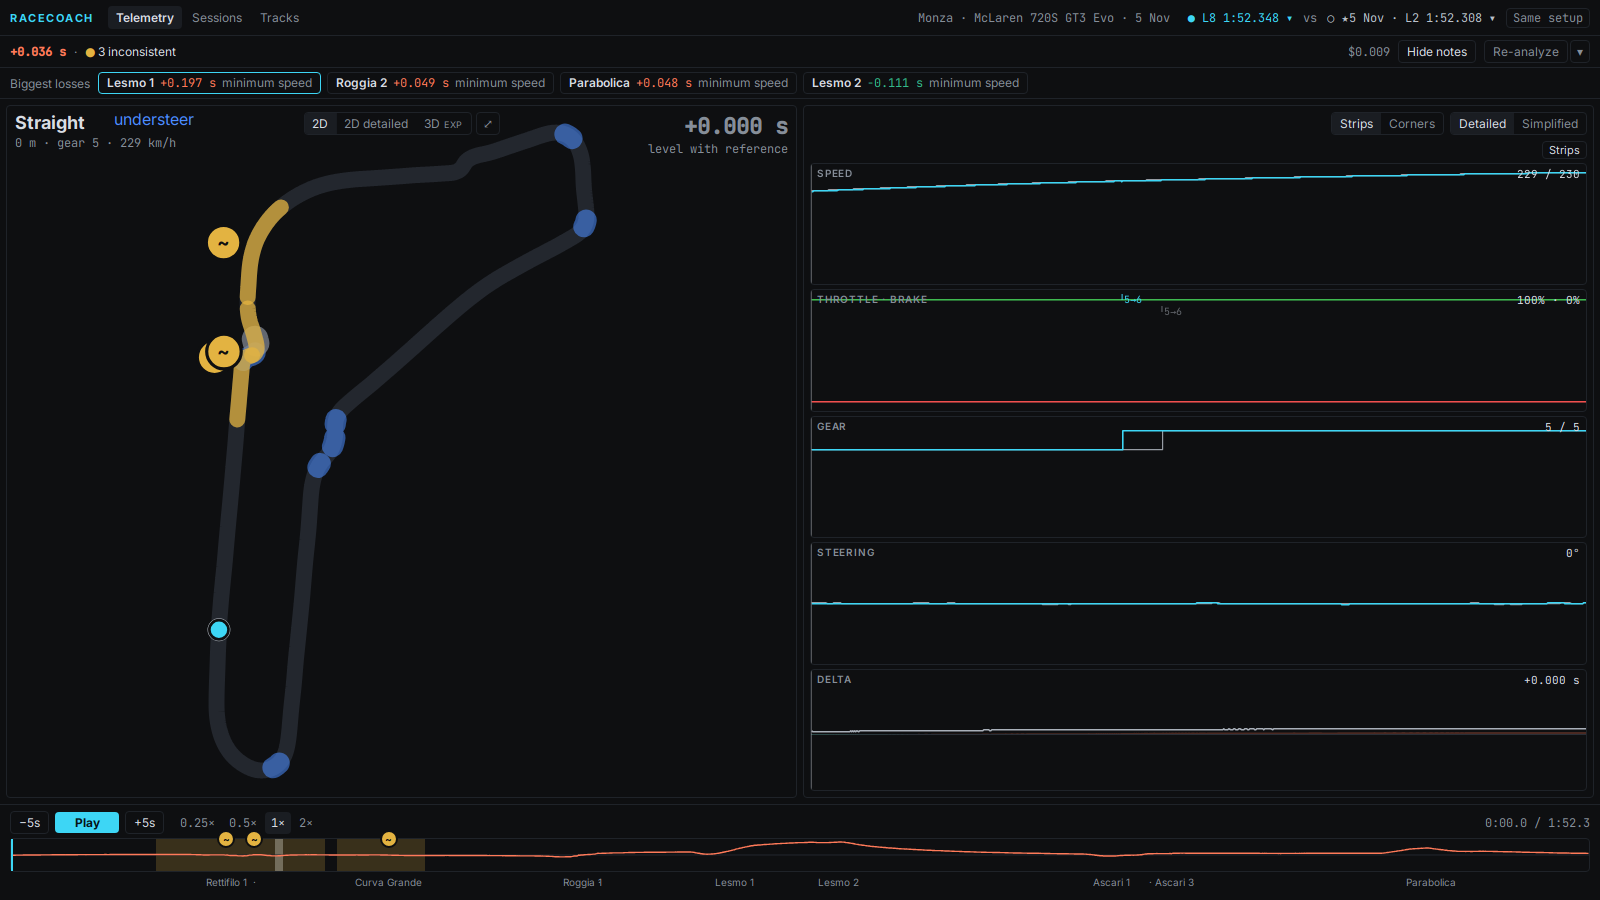 RACECOACH Telemetry Sessions Tracks Monza · McLaren 720S GT3 Evo · 5 Nov ● L8 1:52.348 ▾ vs ○ ★5 Nov · L2 1:52.308 ▾ Same setup
+0.036 s · 3 inconsistent $0.009 Hide notes Re-analyze ▾
Biggest losses Lesmo 1 +0.197 s minimum speed Roggia 2 +0.049 s minimum speed Parabolica +0.048 s minimum speed Lesmo 2 -0.111 s minimum speed
Straight understeer 2D 2D detailed 3D EXP ⤢ +0.000 s
0 m · gear 5 · 229 km/h level with reference
~
~
Strips Corners Detailed Simplified
Strips
SPEED 229 / 230
THROTTLE · BRAKE 5→6 100% · 0%
5→6
GEAR 5 / 5
STEERING 0°
DELTA +0.000 s
−5s Play +5s 0.25× 0.5× 1× 2× 0:00.0 / 1:52.3
~ ~ ~
Rettifilo 1 · Curva Grande Roggia 1 Lesmo 1 Lesmo 2 Ascari 1 · Ascari 3 Parabolica